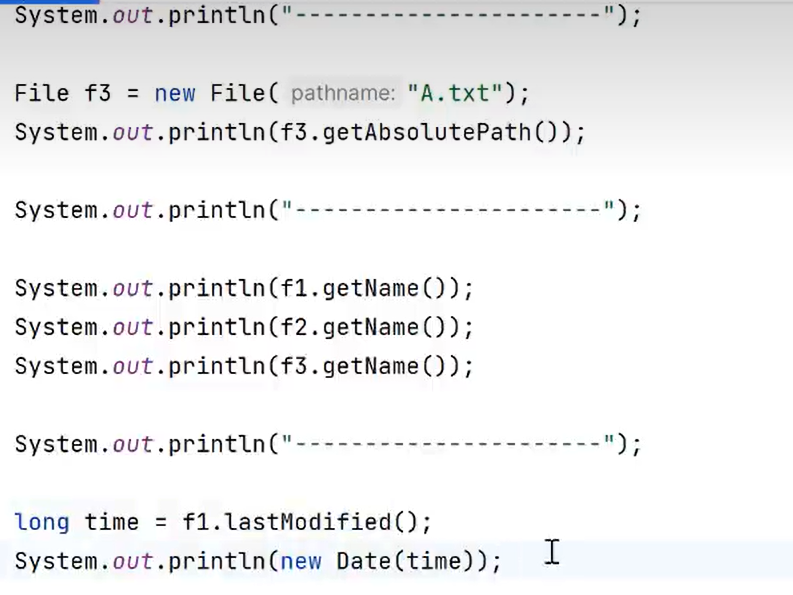 System.out.println("----------------------");
File f3 = new File( pathname: "A.txt");
System.out.println(f3.getAbsolutePath());
System.out.println("----------------------");
System.out.println(f1.getName());
System.out.println(f2.getName());
System.out.println(f3.getName());
System.out.println("----------------------");
long time = f1.lastModified();
System.out.println(new Date(time));